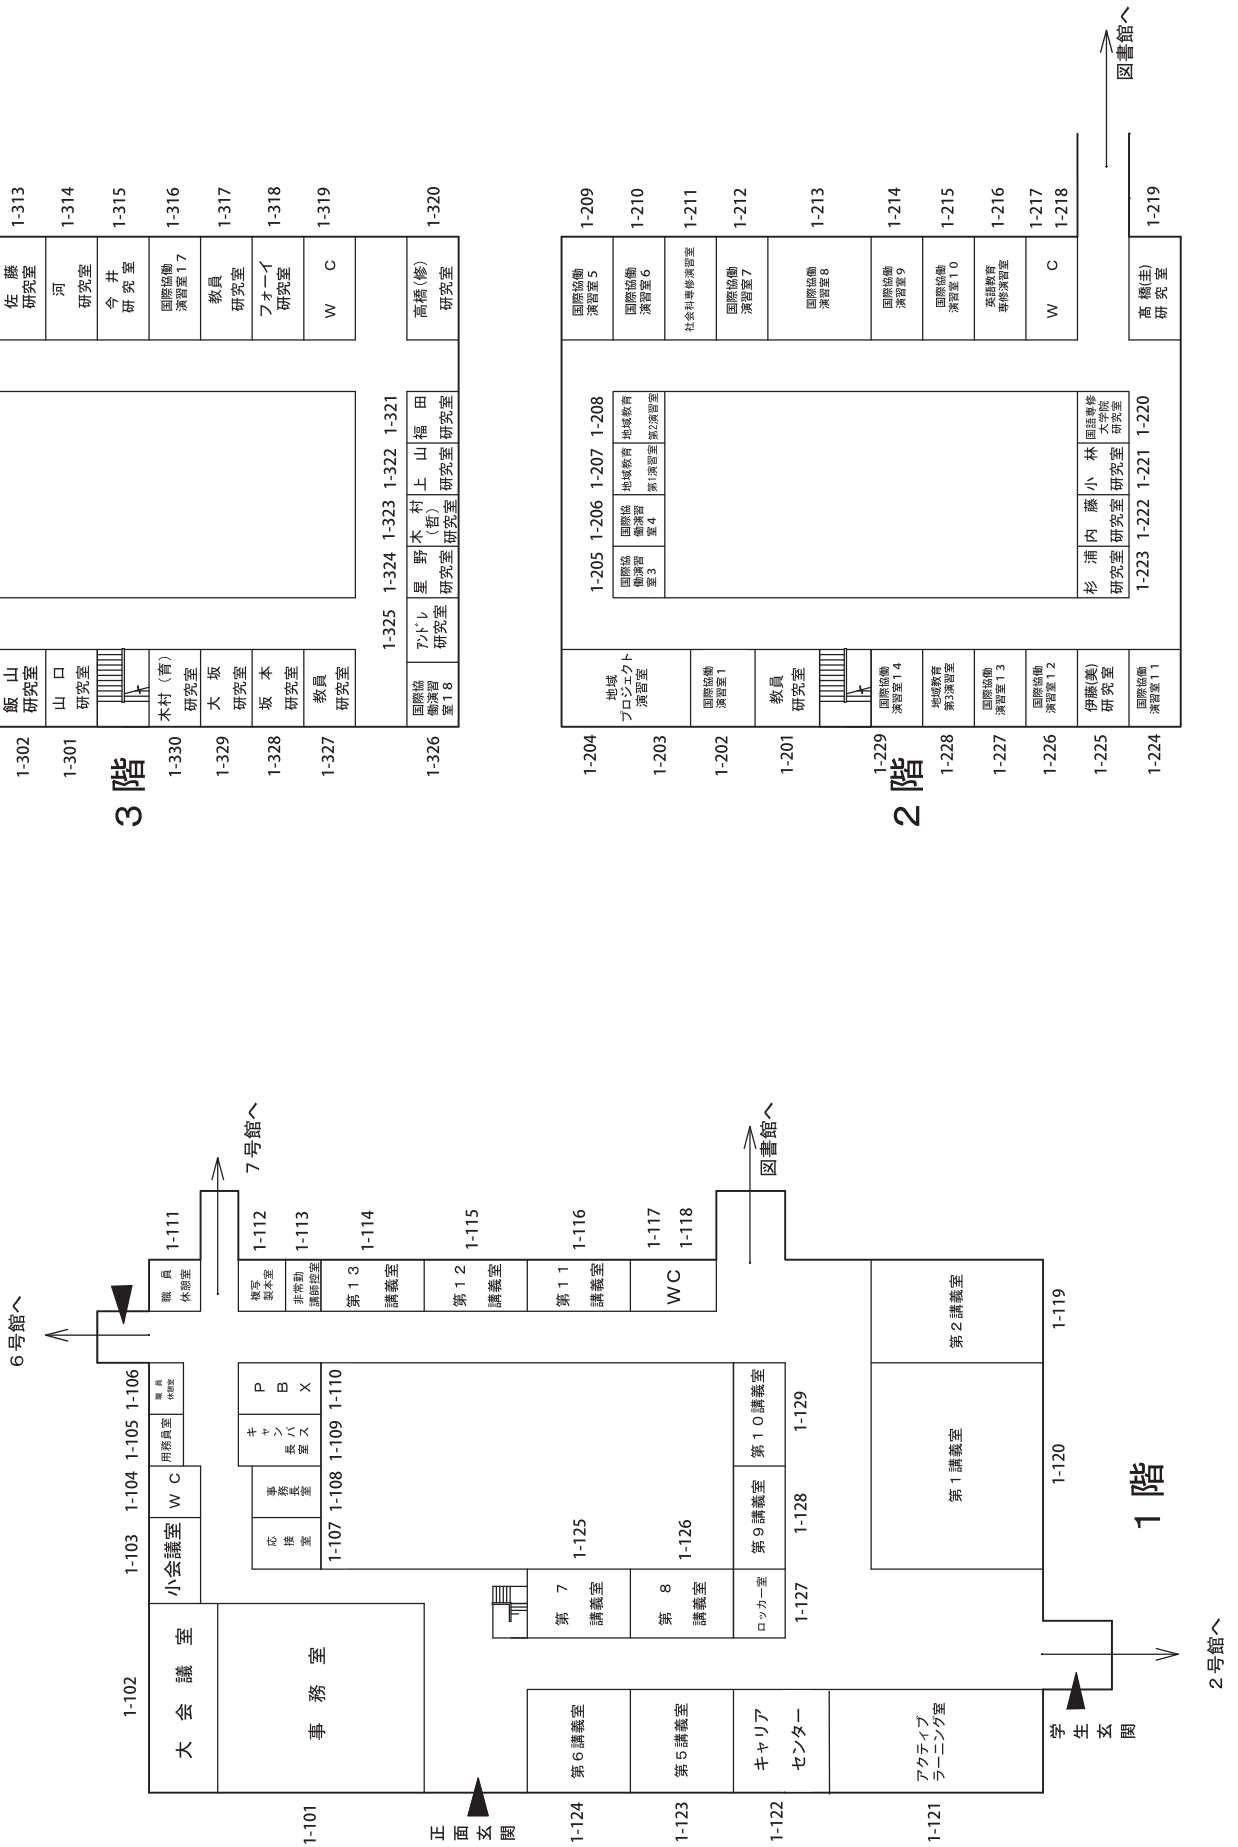 3階
1-302
飯山
研究室
1-301
山口
研究室
1-330
木村(育)
研究室
1-329
大坂
研究室
1-328
坂本
研究室
1-327
教員
研究室
1-326
国際協
働演習
室18
1-325
アンドレ
研究室
1-324
星野
研究室
1-323
木村
(哲)
研究室
1-322
上山
研究室
1-321
福田
研究室
1-313
佐藤
研究室
1-314
河
研究室
1-315
今井
研究室
1-316
国際協働
演習室17
1-317
教員
研究室
1-318
フォーイ
研究室
1-319
W C
1-320
高橋(修)
研究室
2階
1-204
1-203
地域
プロジェクト
演習室
1-202
国際協働
演習室1
1-201
教員
研究室
1-229
国際協働
演習室14
1-228
地域教育
第3演習室
1-227
国際協働
演習室13
1-226
国際協働
演習室12
1-225
伊藤(美)
研究室
1-224
国際協働
演習室11
1-205
国際協
働演習
室3
1-206
国際協
働演習
室4
1-207
地域教育
第1演習室
1-208
地域教育
第2演習室
1-223
杉浦
研究室
1-222
内藤
研究室
1-221
小林
研究室
1-220
国語専修
大学院
研究室
1-209
国際協働
演習室5
1-210
国際協働
演習室6
1-211
社会科専修演習室
1-212
国際協働
演習室7
1-213
国際協働
演習室8
1-214
国際協働
演習室9
1-215
国際協働
演習室10
1-216
英語教育
専修演習室
1-217
1-218
W C
1-219
髙橋(圭)
研究室
図書館へ
1階
6号館へ
7号館へ
図書館へ
2号館へ
正面玄関
学生玄関
1-101
事務室
1-102
大会議室
1-103
小会議室
1-104
W C
1-105
用務員室
1-106
職員
休憩室
1-107
応接室
1-108
事務長室
1-109
キャンパス
長室
1-110
PBX
1-111
職員
休憩室
1-112
複写
製本室
1-113
非常勤
講師控室
1-114
第13
講義室
1-115
第12
講義室
1-116
第11
講義室
1-117
1-118
WC
1-119
第2講義室
1-120
第1講義室
1-121
アクティブ
ラーニング室
1-122
キャリア
センター
1-123
第5講義室
1-124
第6講義室
1-125
第7
講義室
1-126
第8
講義室
1-127
ロッカー室
1-128
第9講義室
1-129
第10講義室